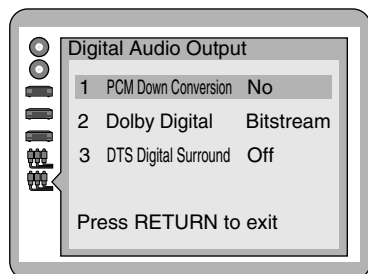 Digital Audio Output
1 PCM Down Conversion No
2 Dolby Digital Bitstream
3 DTS Digital Surround Off
Press RETURN to exit